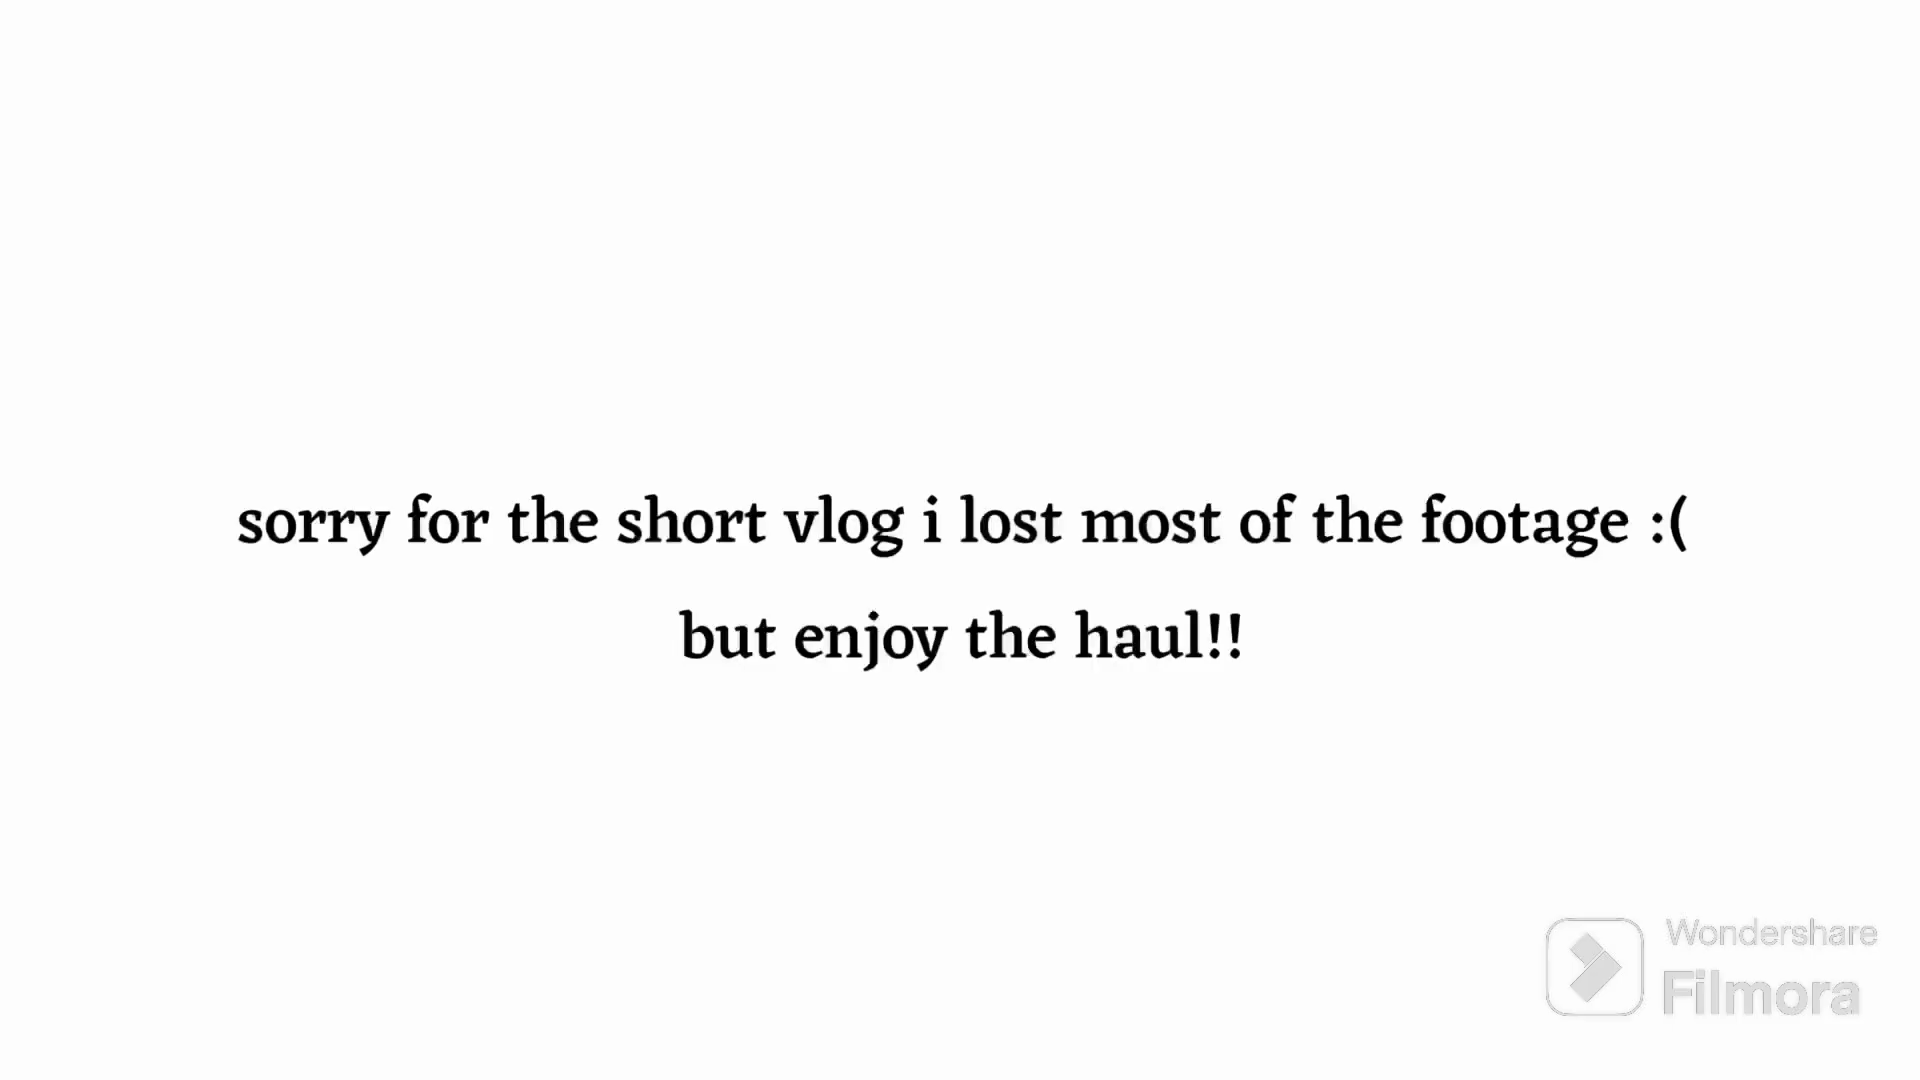 sorry for the short vlog i lost most of the footage :(
but enjoy the haul!!
Wondershare
Filmora